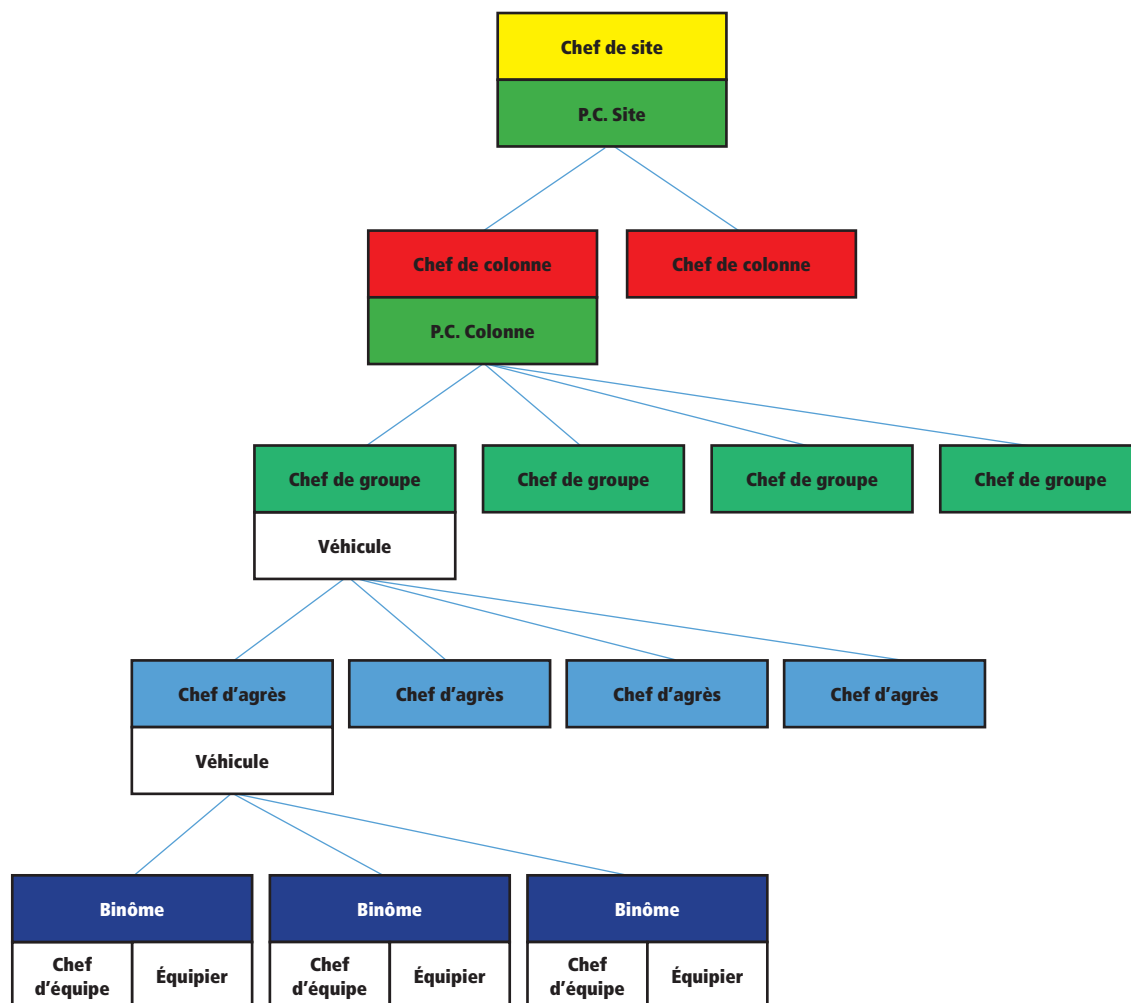 Chef de site
P.C. Site
Chef de colonne
Chef de colonne
P.C. Colonne
Chef de groupe
Chef de groupe
Chef de groupe
Chef de groupe
Véhicule
Chef d’agrès
Chef d’agrès
Chef d’agrès
Chef d’agrès
Véhicule
Binôme
Binôme
Binôme
Chef
d’équipe
Équipier
Chef
d’équipe
Équipier
Chef
d’équipe
Équipier